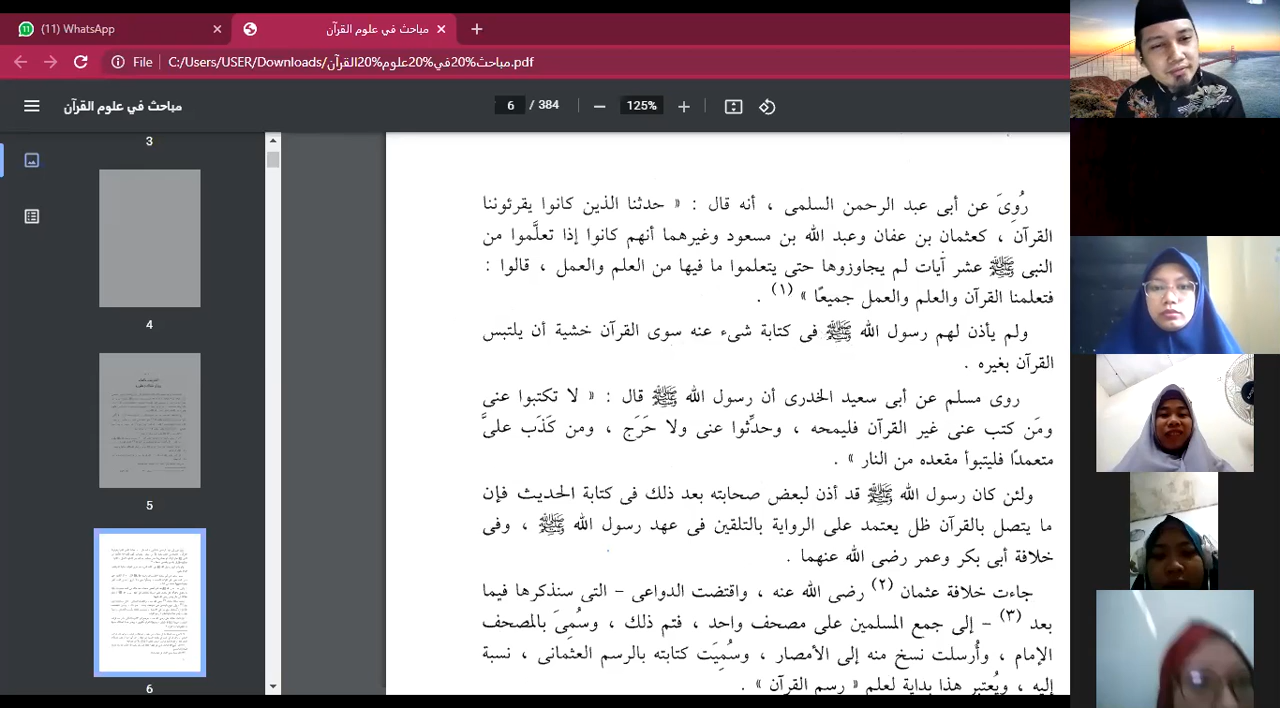 (11) WhatsApp
مباحث في علوم القرآن
File
C:/Users/USER/Downloads/مباحث%20في%20علوم%20القرآن.pdf
مباحث في علوم القرآن
6 / 384
125%
3
4
5
6
رُوِىَ عن أبى عبد الرحمن السلمى ، أنه قال : « حدثنا الذين كانوا يقرئوننا
القرآن ، كعثمان بن عفان وعبد الله بن مسعود وغيرهما أنهم كانوا إذا تعلَّموا من
النبى ﷺ عشر آيات لم يجاوزوها حتى يتعلموا ما فيها من العلم والعمل ، قالوا :
فتعلمنا القرآن والعلم والعمل جميعًا » (١) .
ولم يأذن لهم رسول الله ﷺ فى كتابة شىء عنه سوى القرآن خشية أن يلتبس
القرآن بغيره .
روى مسلم عن أبى سعيد الخدرى أن رسول الله ﷺ قال : « لا تكتبوا عنى
ومَن كتب عنى غير القرآن فليمحه ، وحدِّثوا عنى ولا حَرَج ، ومن كَذَب علىَّ
متعمدًا فليتبوأ مقعده من النار » .
ولئن كان رسول الله ﷺ قد أذن لبعض صحابته بعد ذلك فى كتابة الحديث فإن
ما يتصل بالقرآن ظل يعتمد على الرواية بالتلقين فى عهد رسول الله ﷺ ، وفى
خلافة أبى بكر وعمر رضى الله عنهما .
جاءت خلافة عثمان (٢) رضى الله عنه ، واقتضت الدواعى – التى سنذكرها فيما
بعد (٣) – إلى جمع المسلمين على مصحف واحد ، فتم ذلك ، وسُمِىَ بالمصحف
الإمام ، وأُرسلت نسخ منه إلى الأمصار ، وسُمِيَت كتابته بالرسم العثمانى ، نسبة
إليه ، ويُعتبر هذا بداية لعلم « رسم القرآن » .